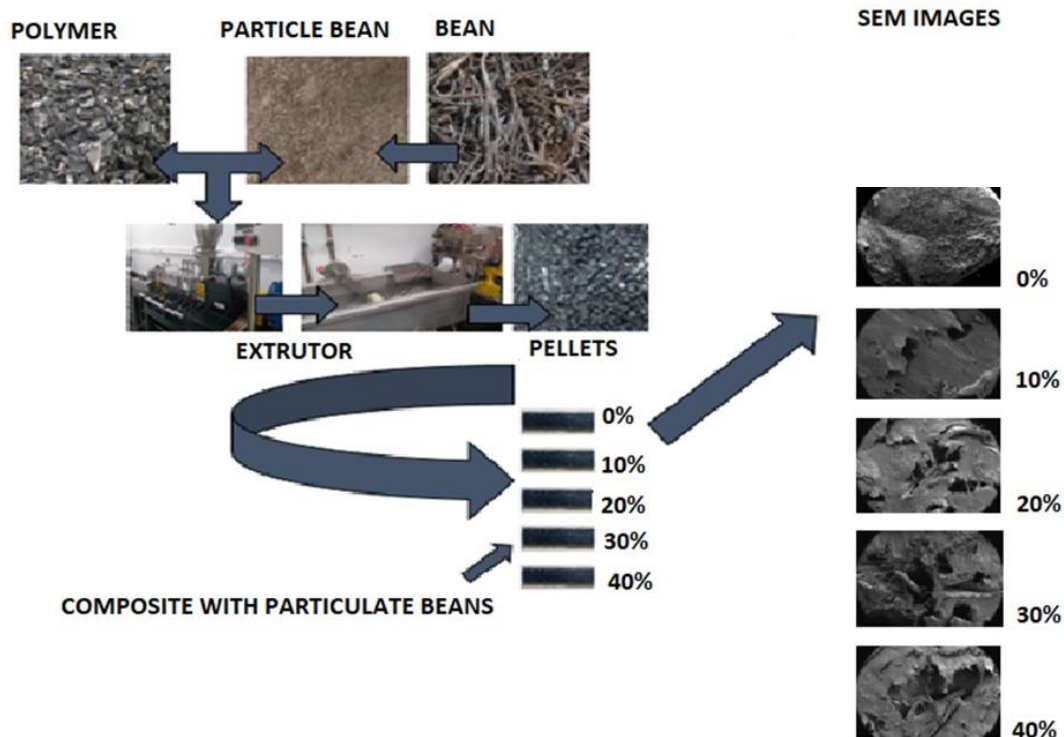 POLYMER
PARTICLE BEAN
BEAN
SEM IMAGES
EXTRUTOR
PELLETS
0%
10%
20%
30%
40%
COMPOSITE WITH PARTICULATE BEANS
0%
10%
20%
30%
40%